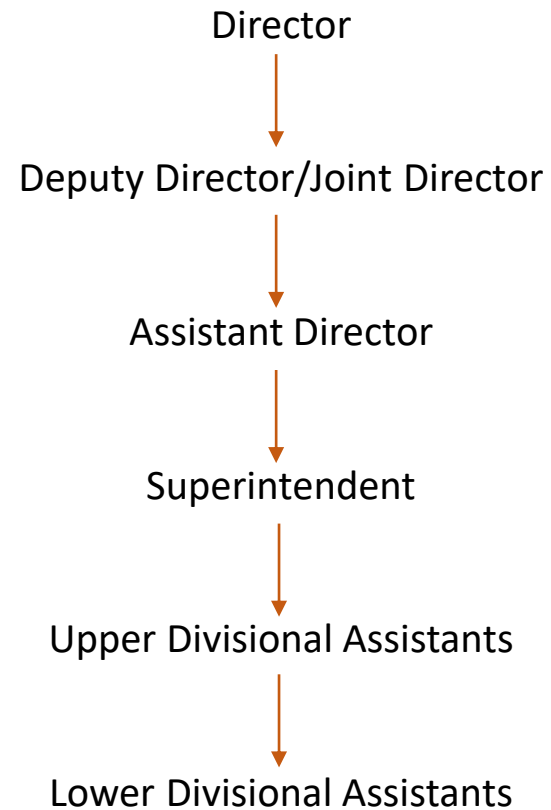 Director
Deputy Director/Joint Director
Assistant Director
Superintendent
Upper Divisional Assistants
Lower Divisional Assistants